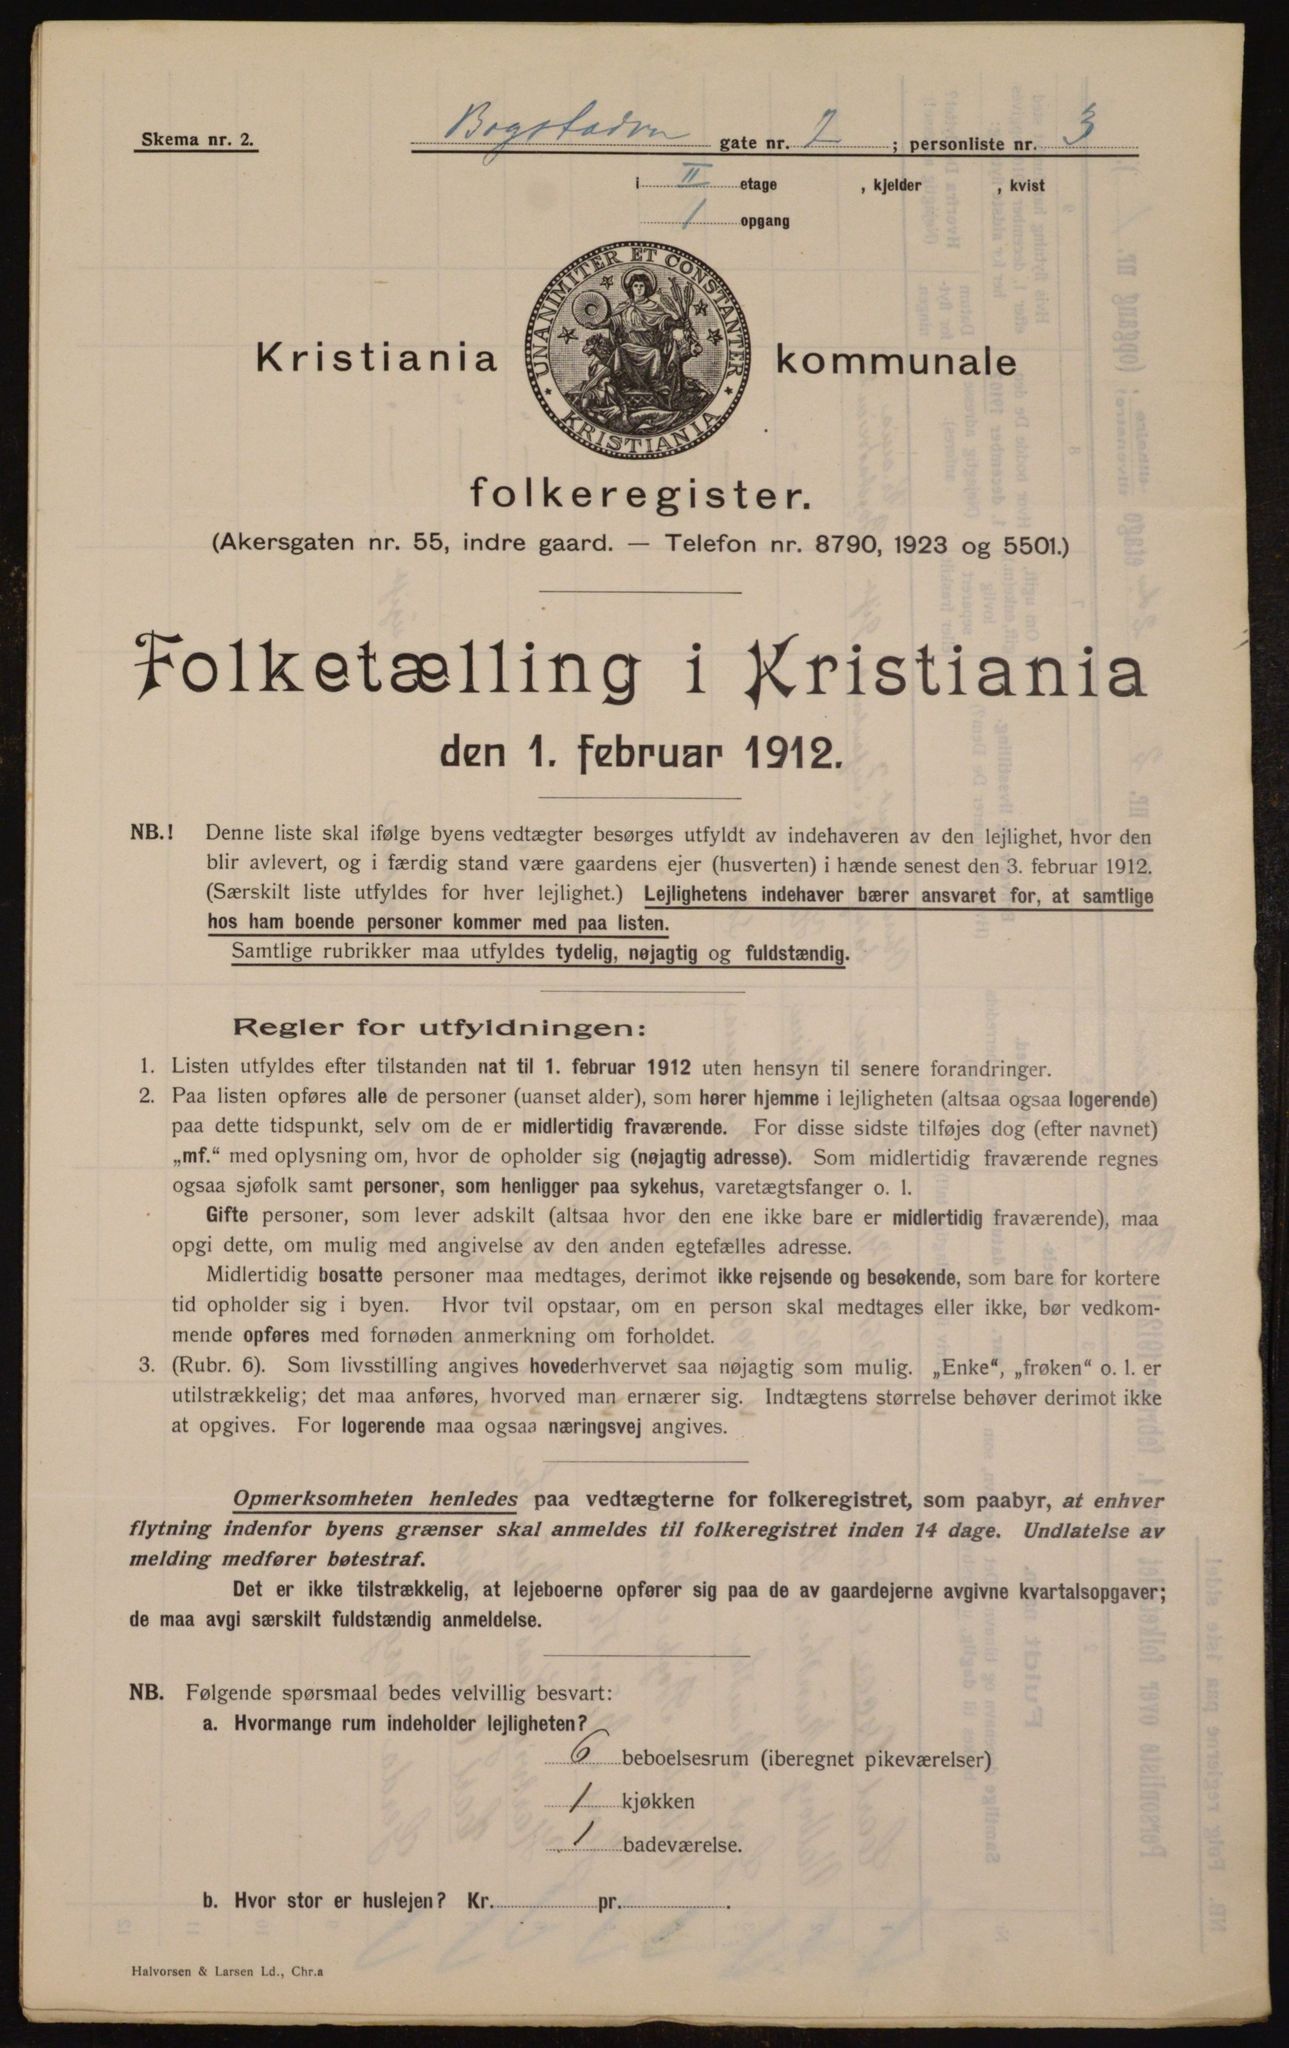 Skema nr. 2.
Bogstadvn gate nr. 2 ; personliste nr. 3
i II etage , kjelder , kvist
1 opgang
UNANIMITER ET CONSTANTER
KRISTIANIA
Kristiania kommunale
folkeregister.
(Akersgaten nr. 55, indre gaard. — Telefon nr. 8790, 1923 og 5501.)
Folketælling i Kristiania
den 1. februar 1912.
NB.! Denne liste skal ifølge byens vedtægter besørges utfyldt av indehaveren av den lejlighet, hvor den
blir avlevert, og i færdig stand være gaardens ejer (husverten) i hænde senest den 3. februar 1912.
(Særskilt liste utfyldes for hver lejlighet.) Lejlighetens indehaver bærer ansvaret for, at samtlige
hos ham boende personer kommer med paa listen.
Samtlige rubrikker maa utfyldes tydelig, nøjagtig og fuldstændig.
Regler for utfyldningen:
1. Listen utfyldes efter tilstanden nat til 1. februar 1912 uten hensyn til senere forandringer.
2. Paa listen opføres alle de personer (uanset alder), som hører hjemme i lejligheten (altsaa ogsaa logerende)
paa dette tidspunkt, selv om de er midlertidig fraværende. For disse sidste tilføjes dog (efter navnet)
„mf.“ med oplysning om, hvor de opholder sig (nøjagtig adresse). Som midlertidig fraværende regnes
ogsaa sjøfolk samt personer, som henligger paa sykehus, varetægtsfanger o. l.
Gifte personer, som lever adskilt (altsaa hvor den ene ikke bare er midlertidig fraværende), maa
opgi dette, om mulig med angivelse av den anden egtefælles adresse.
Midlertidig bosatte personer maa medtages, derimot ikke rejsende og besøkende, som bare for kortere
tid opholder sig i byen. Hvor tvil opstaar, om en person skal medtages eller ikke, bør vedkom-
mende opføres med fornøden anmerkning om forholdet.
3. (Rubr. 6). Som livsstilling angives hovederhvervet saa nøjagtig som mulig. „Enke“, „frøken“ o. l. er
utilstrækkelig; det maa anføres, hvorved man ernærer sig. Indtægtens størrelse behøver derimot ikke
at opgives. For logerende maa ogsaa næringsvej angives.
Opmerksomheten henledes paa vedtægterne for folkeregistret, som paabyr, at enhver
flytning indenfor byens grænser skal anmeldes til folkeregistret inden 14 dage. Undlatelse av
melding medfører bøtestraf.
Det er ikke tilstrækkelig, at lejeboerne opfører sig paa de av gaardejerne avgivne kvartalsopgaver;
de maa avgi særskilt fuldstændig anmeldelse.
NB. Følgende spørsmaal bedes velvillig besvart:
a. Hvormange rum indeholder lejligheten?
6 beboelsesrum (iberegnet pikeværelser)
1 kjøkken
1 badeværelse.
b. Hvor stor er huslejen? Kr. pr. .
Halvorsen & Larsen Ld., Chr.a